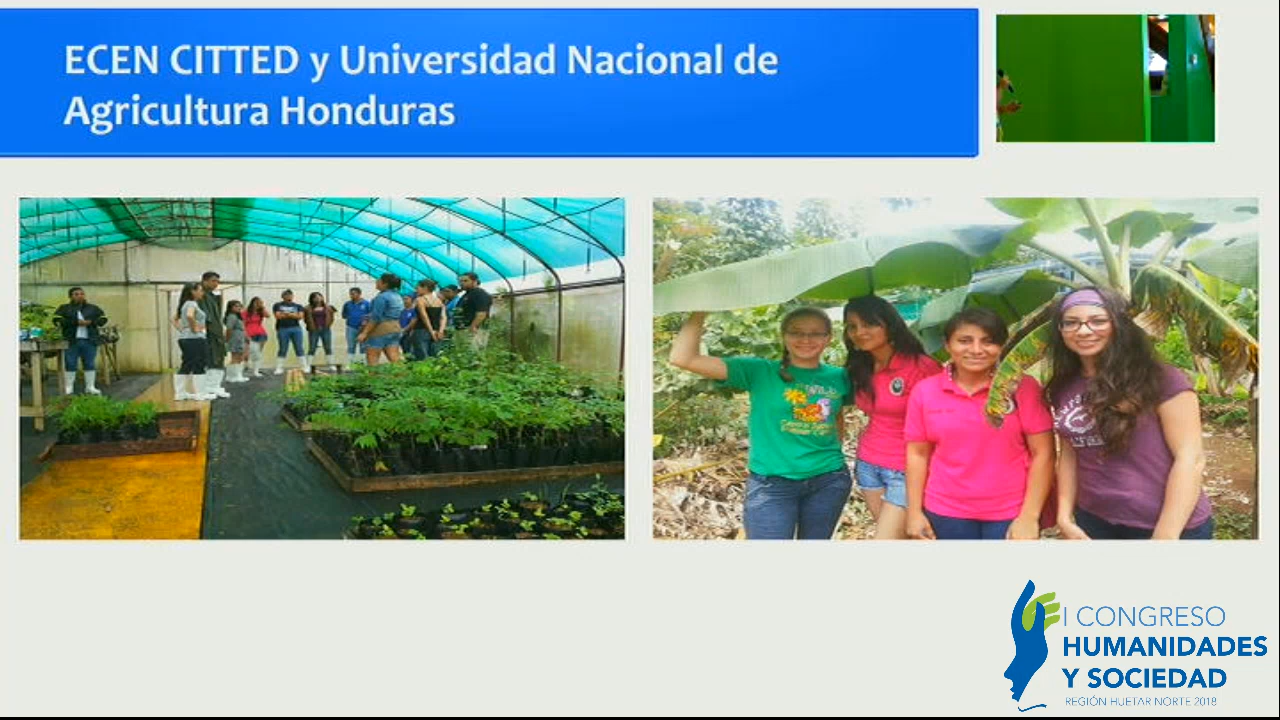 ECEN CITTED y Universidad Nacional de
Agricultura Honduras
I CONGRESO
HUMANIDADES
Y SOCIEDAD
REGIÓN HUETAR NORTE 2018